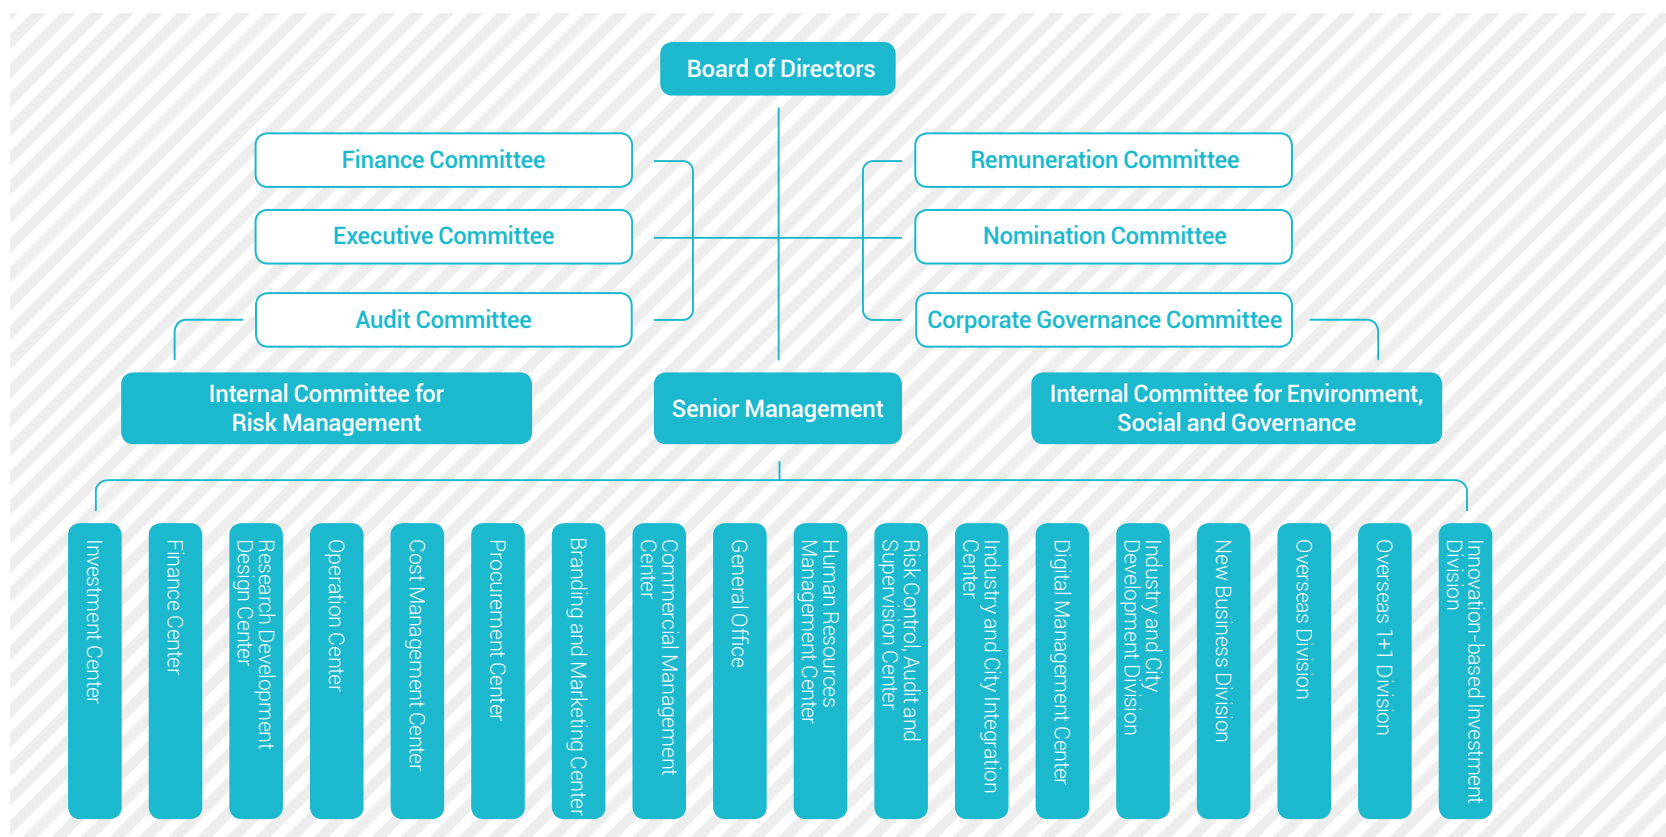 Board of Directors
Finance Committee
Remuneration Committee
Executive Committee
Nomination Committee
Audit Committee
Corporate Governance Committee
Internal Committee for
Risk Management
Senior Management
Internal Committee for Environment,
Social and Governance
Investment Center
Finance Center
Research Development
Design Center
Operation Center
Cost Management Center
Procurement Center
Branding and Marketing Center
Commercial Management
Center
General Office
Human Resources
Management Center
Risk Control, Audit and
Supervision Center
Industry and City Integration
Center
Digital Management Center
Industry and City
Development Division
New Business Division
Overseas Division
Overseas 1+1 Division
Innovation-based Investment
Division